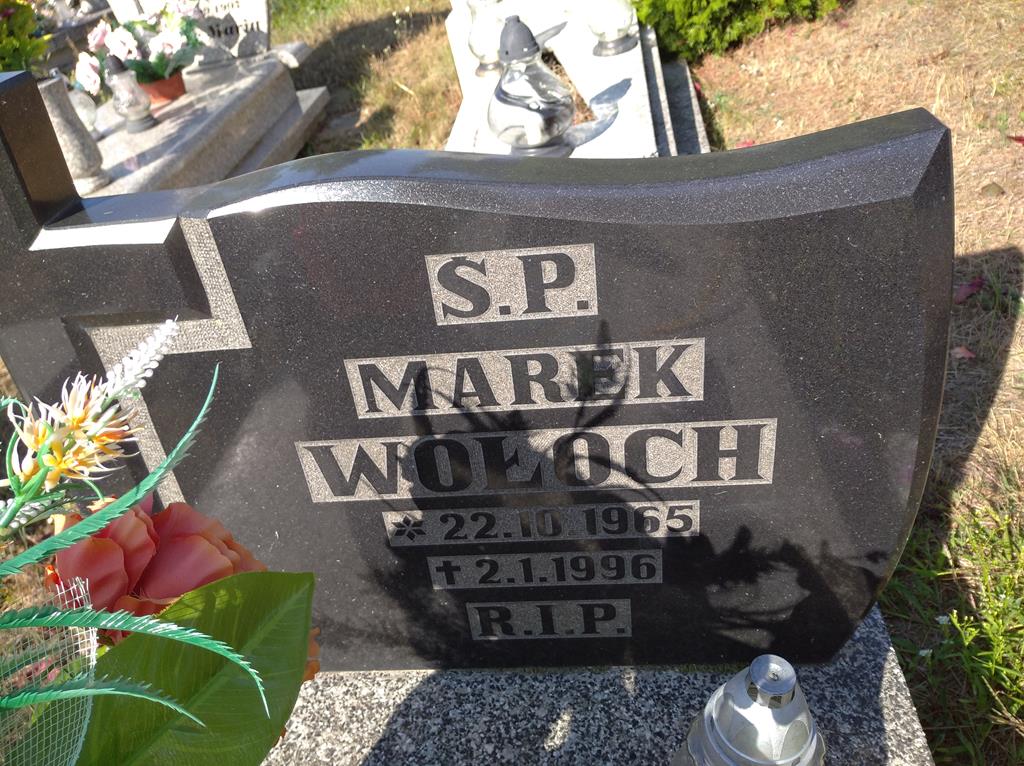 Ś.P.
MAREK
WOŁOCH
* 22.10.1965
✝ 2.1.1996
R.I.P.